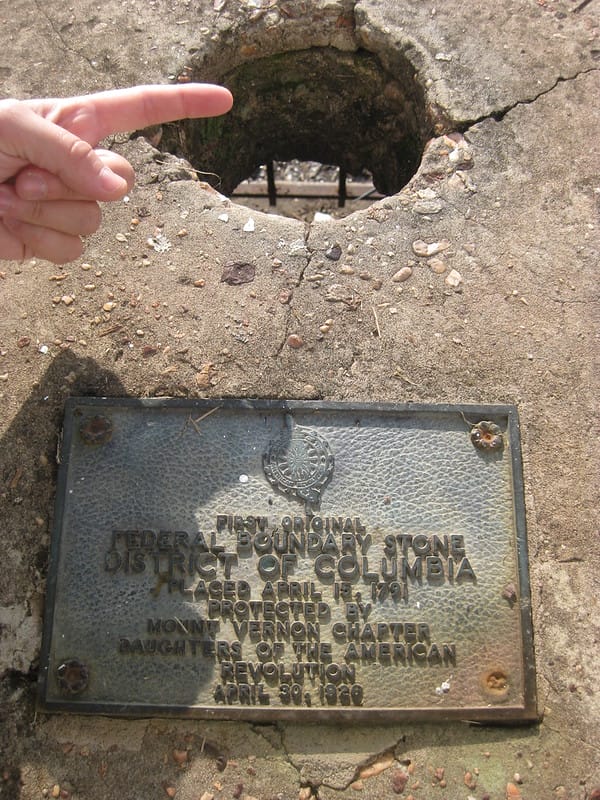 FIRST ORIGINAL
FEDERAL BOUNDARY STONE
DISTRICT OF COLUMBIA
PLACED APRIL 15, 1791
PROTECTED BY
MOUNT VERNON CHAPTER
DAUGHTERS OF THE AMERICAN
REVOLUTION
APRIL 30, 1926